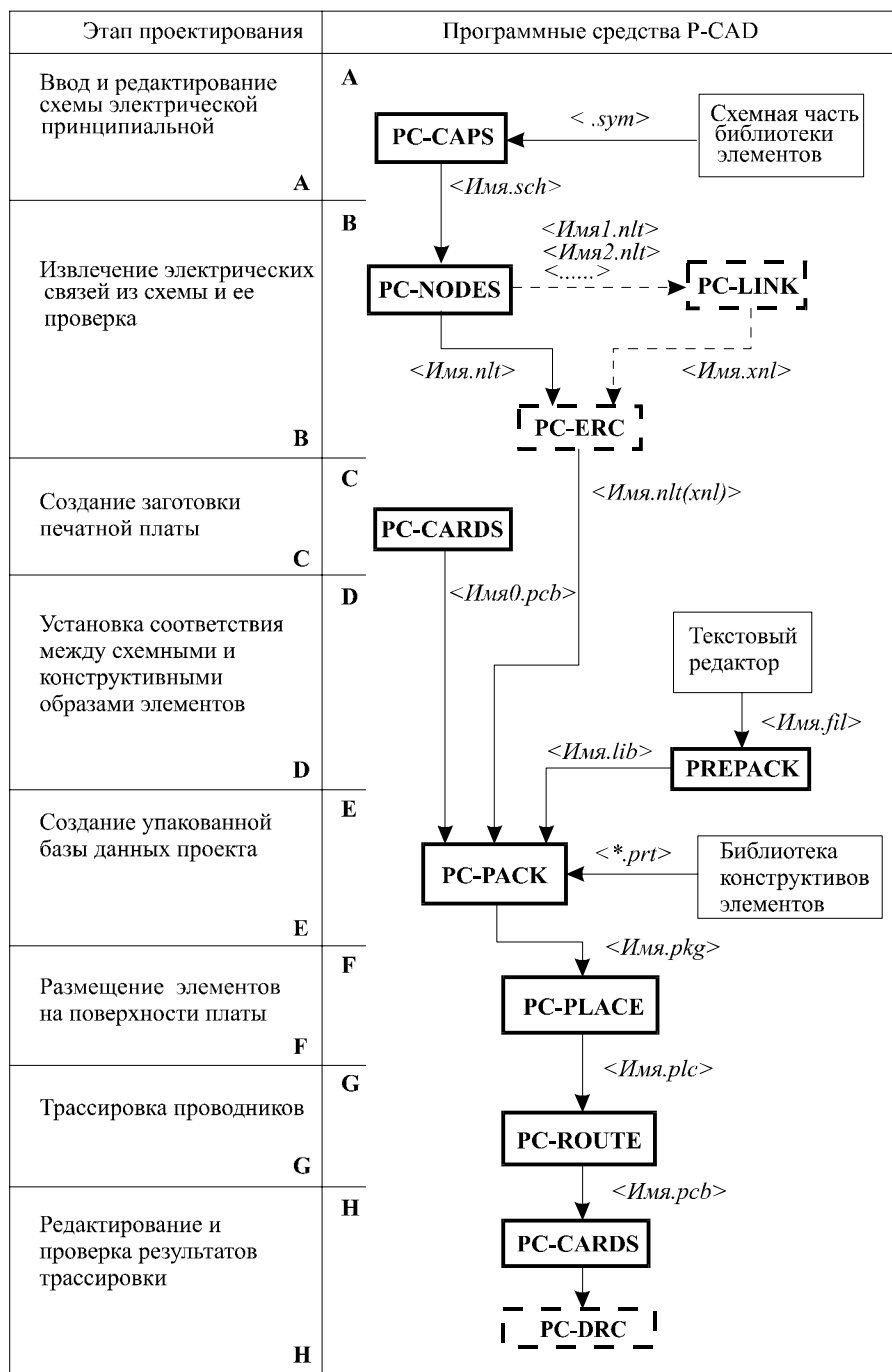 Этап проектирования
Программные средства P-CAD
Ввод и редактирование
схемы электрической
принципиальной
A
A
< .sym>
Схемная часть
библиотеки
элементов
PC-CAPS
<Имя.sch>
B
Извлечение электрических
связей из схемы и ее
проверка
B
<Имя1.nlt>
<Имя2.nlt>
<......>
PC-NODES
PC-LINK
<Имя.nlt>
<Имя.xnl>
PC-ERC
<Имя.nlt(xnl)>
Создание заготовки
печатной платы
C
C
PC-CARDS
<Имя0.pcb>
Установка соответствия
между схемными и
конструктивными
образами элементов
D
D
Текстовый
редактор
<Имя.fil>
<Имя.lib>
PREPACK
Создание упакованной
базы данных проекта
E
E
PC-PACK
<*.prt>
Библиотека
конструктивов
элементов
<Имя.pkg>
Размещение элементов
на поверхности платы
F
F
PC-PLACE
<Имя.plc>
Трассировка проводников
G
G
PC-ROUTE
<Имя.pcb>
Редактирование и
проверка результатов
трассировки
H
H
PC-CARDS
PC-DRC